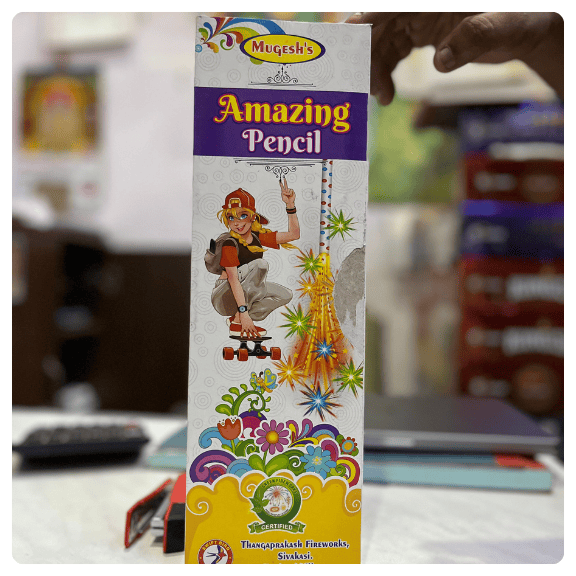 Mugesh's
Amazing
Pencil
CERTIFIED
Thangaprakash Fireworks,
Sivakasi.